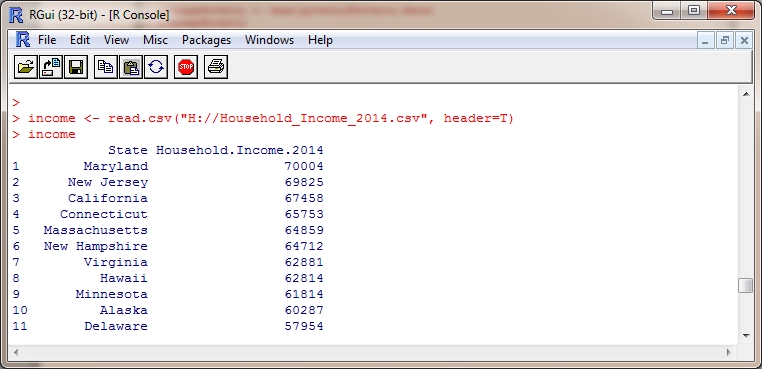 RGui (32-bit) - [R Console]
File Edit View Misc Packages Windows Help
STOP
>
> income <- read.csv("H://Household_Income_2014.csv", header=T)
> income
State Household.Income.2014
1 Maryland 70004
2 New Jersey 69825
3 California 67458
4 Connecticut 65753
5 Massachusetts 64859
6 New Hampshire 64712
7 Virginia 62881
8 Hawaii 62814
9 Minnesota 61814
10 Alaska 60287
11 Delaware 57954